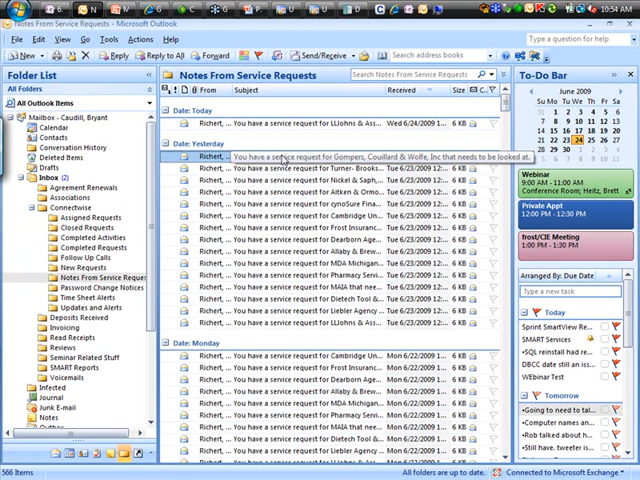 10:54 AM
Notes From Service Requests - Microsoft Outlook
File Edit View Go Tools Actions Help
Type a question for help
New Reply Reply to All Forward Send/Receive Search address books
Folder List
All Folders
All Outlook Items
Mailbox - Caudill, Bryant
Calendar
Contacts
Conversation History
Deleted Items
Drafts
Inbox (2)
Agreement Renewals
Associations
Connectwise
Assigned Requests
Closed Requests
Completed Activities
Completed Requests
Follow Up Calls
New Requests
Notes From Service Reques
Password Change Notices
Time Sheet Alerts
Updates and Alerts
Deposits Received
Invoicing
Read Receipts
Reviews
Seminar Related Stuff
SMART Reports
Voicemails
Infected
Journal
Junk E-mail
Notes
Notes From Service Requests
Search Notes From Service Requests
From Subject Received Size C..
Date: Today
Richert, ... You have a service request for LLJohns & Ass... Wed 6/24/2009 1... 6 KB
Date: Yesterday
Richert, ... You have a service request for Gompers, Couillard & Wolfe, Inc that needs to be looked at.
Richert, ... You have a service request for Turner- Brooks... Tue 6/23/2009 12... 6 KB
Richert, ... You have a service request for Nickel & Saph,... Tue 6/23/2009 12... 6 KB
Richert, ... You have a service request for Aitken & Ormo... Tue 6/23/2009 12... 6 KB
Richert, ... You have a service request for cynoSure Fina... Tue 6/23/2009 12... 6 KB
Richert, ... You have a service request for Cambridge Un... Tue 6/23/2009 12... 6 KB
Richert, ... You have a service request for Frost Insuranc... Tue 6/23/2009 12... 6 KB
Richert, ... You have a service request for Dearborn Age... Tue 6/23/2009 12... 6 KB
Richert, ... You have a service request for Allaby & Brew... Tue 6/23/2009 12... 6 KB
Richert, ... You have a service request for MDA Michigan... Tue 6/23/2009 12... 6 KB
Richert, ... You have a service request for Pharmacy Servi... Tue 6/23/2009 12... 6 KB
Richert, ... You have a service request for MAIA that need... Tue 6/23/2009 12... 6 KB
Richert, ... You have a service request for Dietech Tool &... Tue 6/23/2009 12... 6 KB
Richert, ... You have a service request for Liebler Agency ... Tue 6/23/2009 12... 6 KB
Richert, ... You have a service request for LLJohns & Ass... Tue 6/23/2009 12... 6 KB
Date: Monday
Richert, ... You have a service request for Cambridge Un... Mon 6/22/2009 ... 6 KB
Richert, ... You have a service request for Frost Insuranc... Mon 6/22/2009 ... 6 KB
Richert, ... You have a service request for Dearborn Age... Mon 6/22/2009 1... 6 KB
Richert, ... You have a service request for Allaby & Brew... Mon 6/22/2009 1... 6 KB
Richert, ... You have a service request for MDA Michigan... Mon 6/22/2009 1... 6 KB
Richert, ... You have a service request for Pharmacy Servi... Mon 6/22/2009 1... 6 KB
Richert, ... You have a service request for MAIA that need... Mon 6/22/2009 1... 6 KB
Richert, ... You have a service request for Dietech Tool &... Mon 6/22/2009 1... 6 KB
Richert, ... You have a service request for Liebler Agency ... Mon 6/22/2009 1... 6 KB
To-Do Bar
June 2009
Su Mo Tu We Th Fr Sa
31 1 2 3 4 5 6
7 8 9 10 11 12 13
14 15 16 17 18 19 20
21 22 23 24 25 26 27
28 29 30 1 2 3 4
Webinar
9:00 AM - 11:00 AM
Conference Room; Heitz, Brett
Private Appt
12:00 PM - 12:30 PM
frost/CIE Meeting
1:00 PM - 1:30 PM
Arranged By: Due Date
Type a new task
Today
Sprint SmartView R...
SMART Services
•SQL reinstall had re...
DBCC date still an is...
WEbinar Test
Tomorrow
•Going to need to tal...
•Computer names an...
•Rob talked about h...
•Still have. tweeter is...
566 Items
All folders are up to date.
Connected to Microsoft Exchange